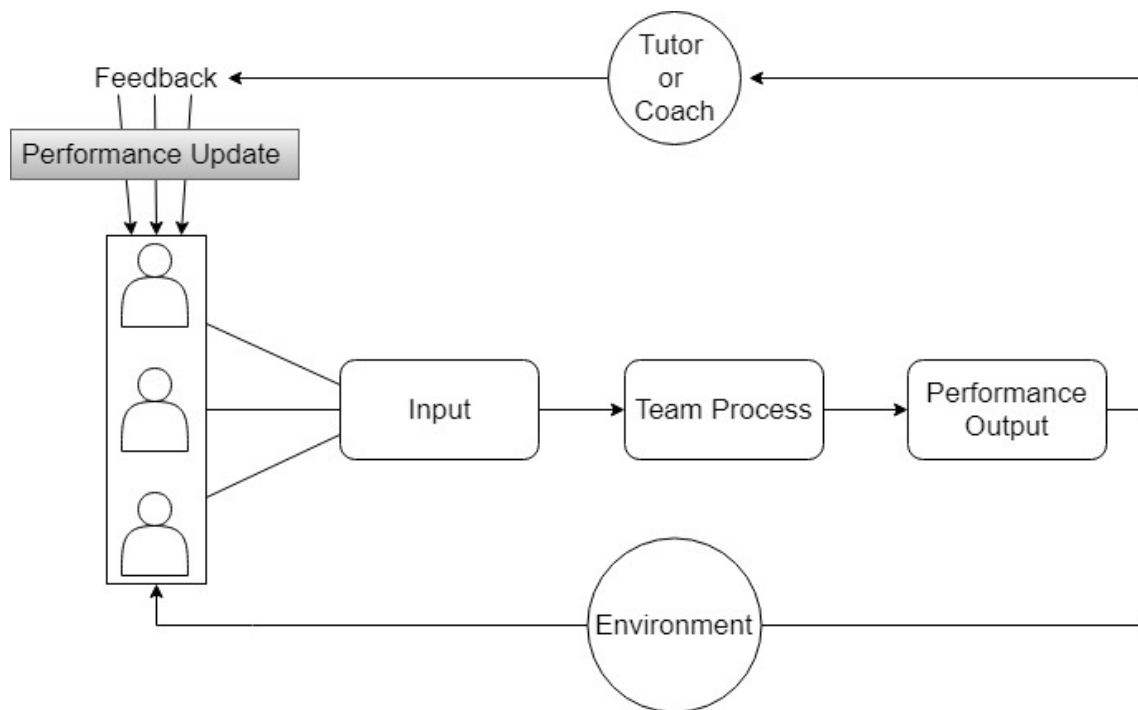 Tutor
or
Coach
Feedback
Performance Update
Input
Team Process
Performance
Output
Environment